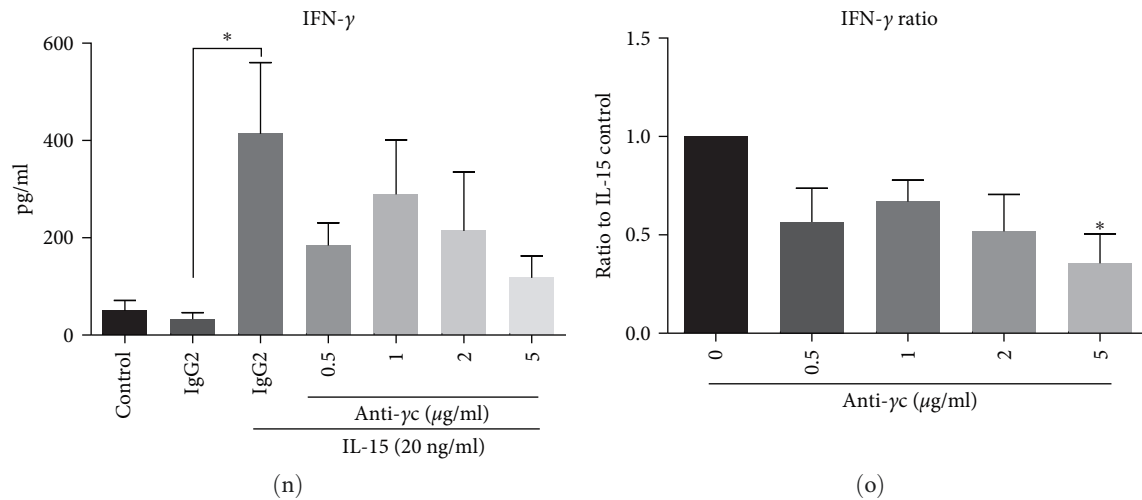 IFN-γ
*
600
400
200
0
pg/ml
Control
IgG2
IgG2
0.5
1
2
5
Anti-γc (μg/ml)
IL-15 (20 ng/ml)
(n)
IFN-γ ratio
1.5
1.0
0.5
0.0
Ratio to IL-15 control
*
0
0.5
1
2
5
Anti-γc (μg/ml)
(o)